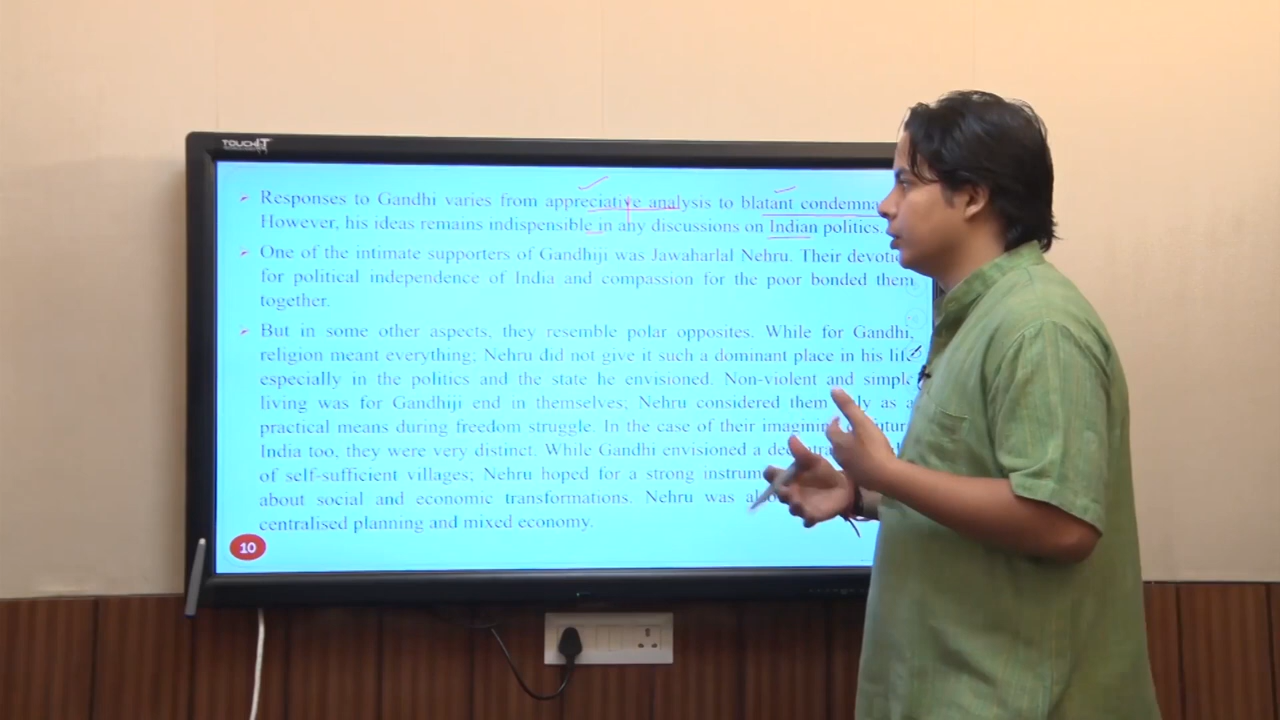 TOUCHIT
Responses to Gandhi varies from appreciative analysis to blatant
However, his ideas remains indispensible in any discussions on Indian politics.
One of the intimate supporters of Gandhiji was Jawaharlal Nehru. Their
for political independence of India and compassion for the poor bonded them
together.
But in some other aspects, they resemble polar opposites. While for Gandhi,
religion meant everything; Nehru did not give it such a dominant place in his
especially in the politics and the state he envisioned. Non-violent and simple
living was for Gandhiji end in themselves; Nehru considered them as a
practical means during freedom struggle. In the case of their
India too, they were very distinct. While Gandhi envisioned a
of self-sufficient villages; Nehru hoped for a strong
about social and economic transformations. Nehru was
centralised planning and mixed economy.
10